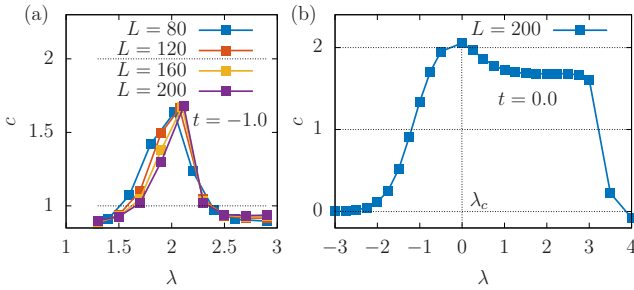 (a)
L = 80
L = 120
L = 160
L = 200
t = −1.0
2
1.5
1
c
1 1.5 2 2.5 3
λ
(b)
L = 200
t = 0.0
λc
2
1
0
c
−3 −2 −1 0 1 2 3 4
λ